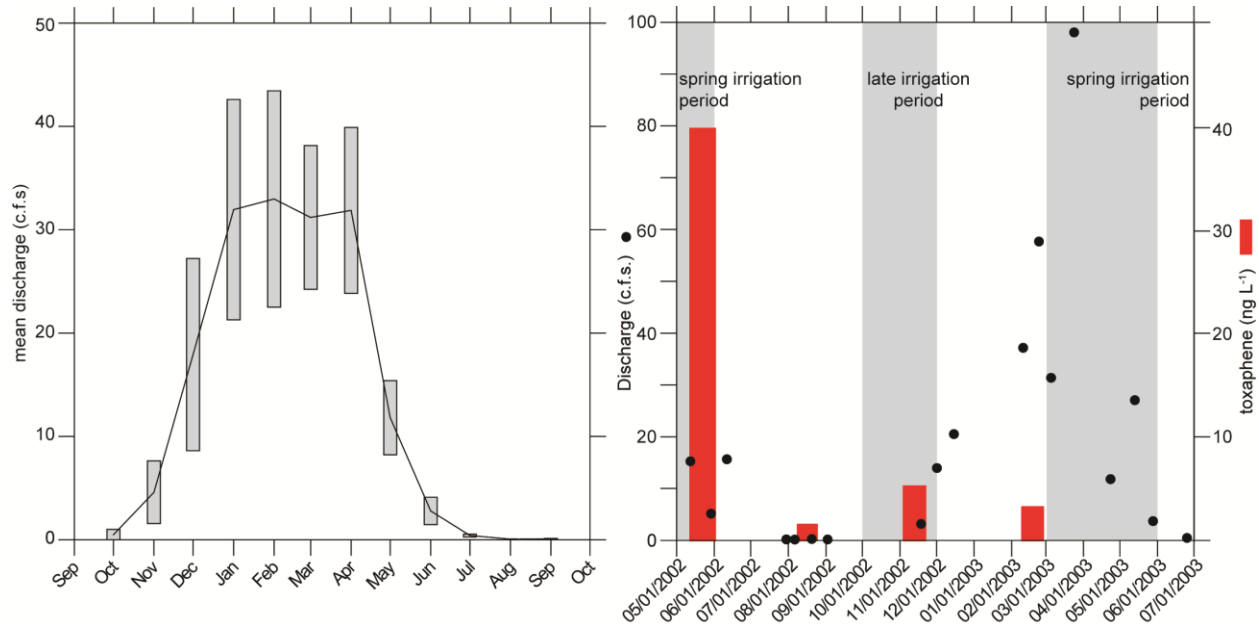 50
40
30
20
10
0
mean discharge (c.f.s)
Sep
Oct
Nov
Dec
Jan
Feb
Mar
Apr
May
Jun
Jul
Aug
Sep
Oct
100
80
60
40
20
0
Discharge (c.f.s.)
spring irrigation
period
late irrigation
period
spring irrigation
period
40
30
20
10
toxaphene (ng L-1)
05/01/2002
06/01/2002
07/01/2002
08/01/2002
09/01/2002
10/01/2002
11/01/2002
12/01/2002
01/01/2003
02/01/2003
03/01/2003
04/01/2003
05/01/2003
06/01/2003
07/01/2003